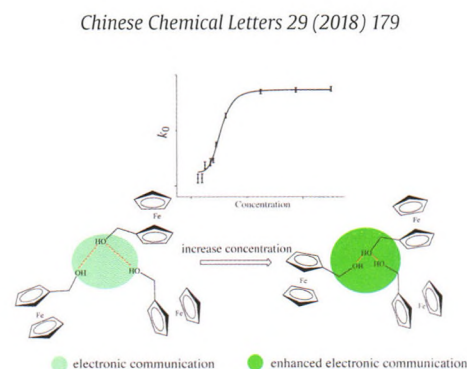 Chinese Chemical Letters 29 (2018) 179
k0
Concentration
Fe
Fe
HO
increase concentration
HO
OH
HO
OH
HO
Fe
Fe
Fe
Fe
electronic communication
enhanced electronic communication